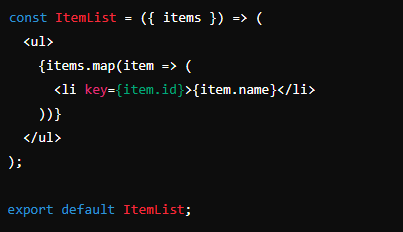 const ItemList = ({ items }) => (
  <ul>
    {items.map(item => (
      <li key={item.id}>{item.name}</li>
    ))}
  </ul>
);

export default ItemList;